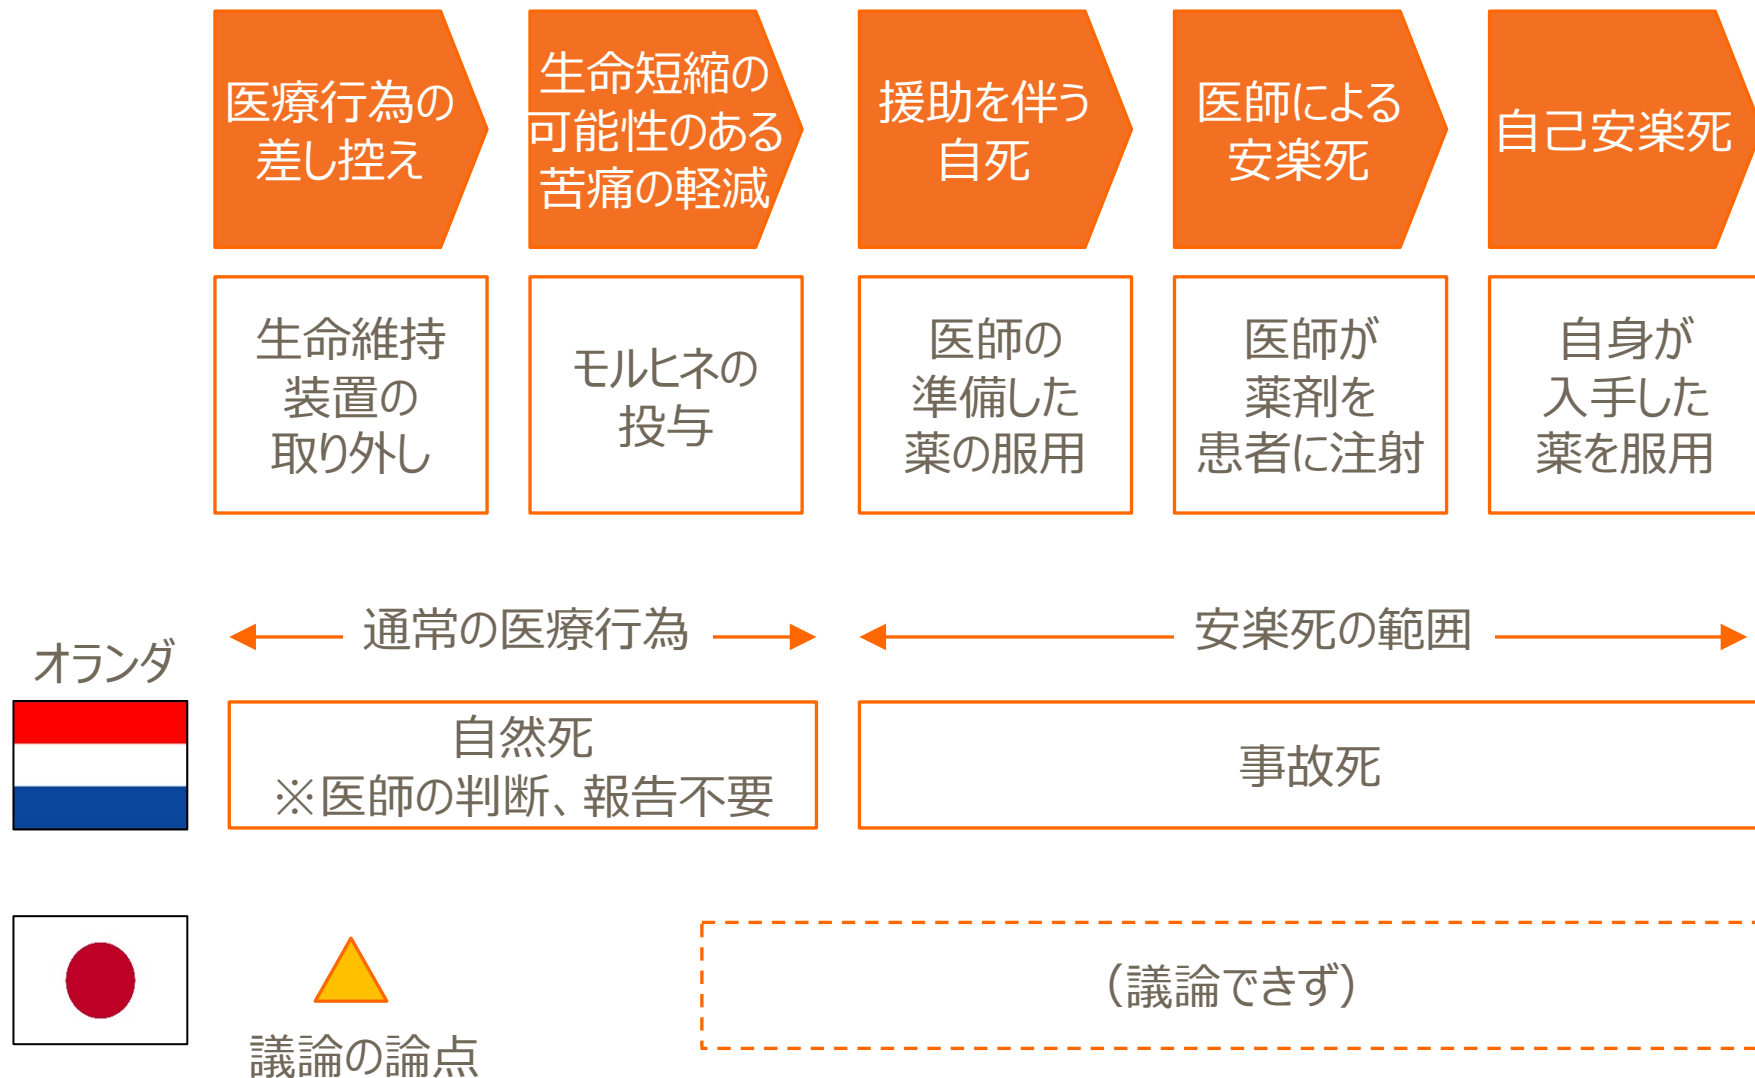 医療行為の
差し控え
生命短縮の
可能性のある
苦痛の軽減
援助を伴う
自死
医師による
安楽死
自己安楽死
生命維持
装置の
取り外し
モルヒネの
投与
医師の
準備した
薬の服用
医師が
薬剤を
患者に注射
自身が
入手した
薬を服用
通常の医療行為
安楽死の範囲
オランダ
自然死
※医師の判断、報告不要
事故死
（議論できず）
議論の論点